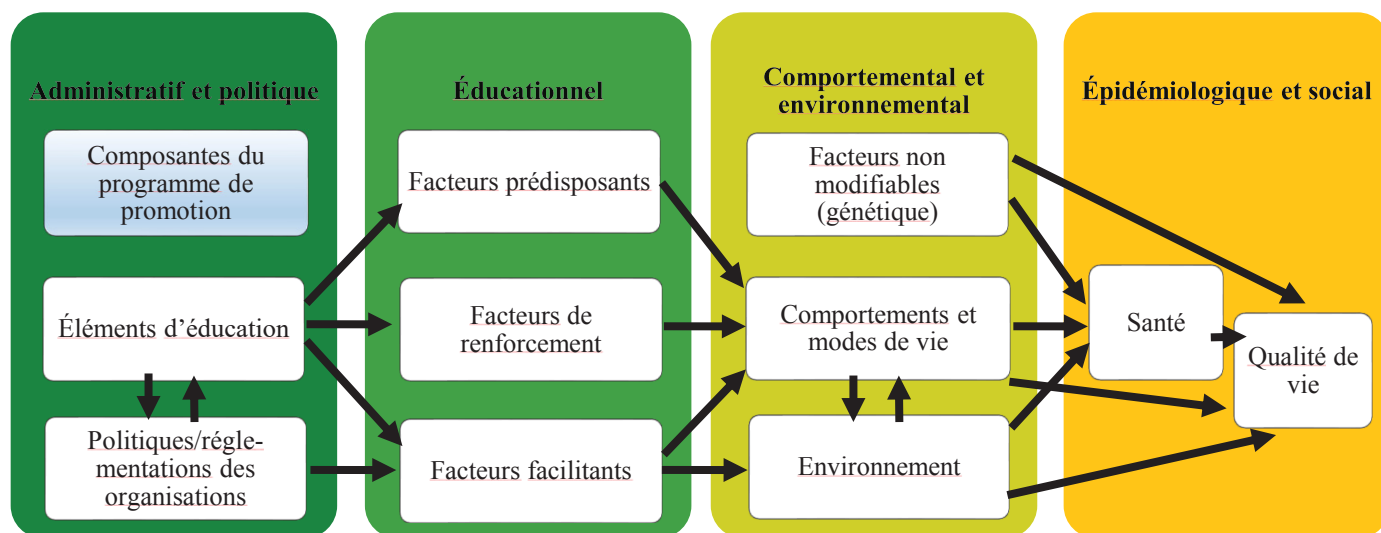 Administratif et politique
Composantes du
programme de
promotion
Éléments d’éducation
Politiques/régle-
mentations des
organisations
Éducationnel
Facteurs prédisposants
Facteurs de
renforcement
Facteurs facilitants
Comportemental et
environnemental
Facteurs non
modifiables
(génétique)
Comportements et
modes de vie
Environnement
Épidémiologique et social
Santé
Qualité de
vie